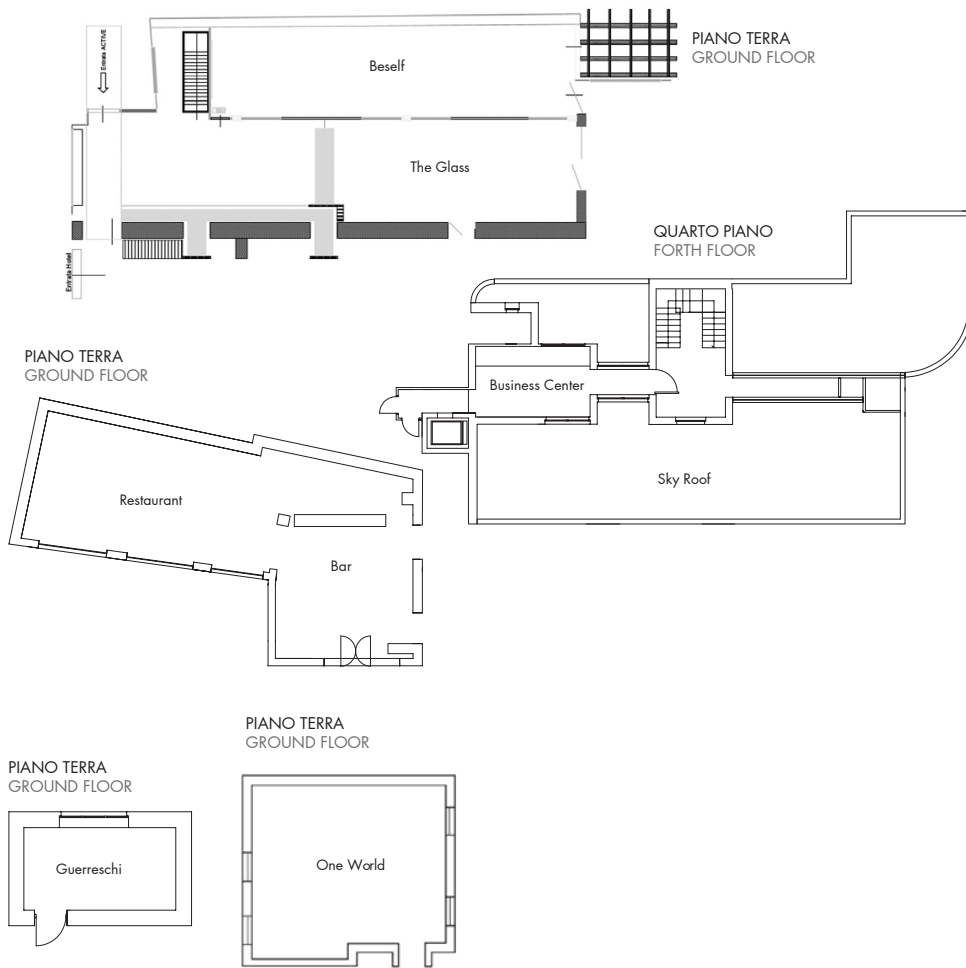 Entrata ACTIVE
Beself
PIANO TERRA
GROUND FLOOR
The Glass
Entrata Hotel
QUARTO PIANO
FORTH FLOOR
Business Center
Sky Roof
PIANO TERRA
GROUND FLOOR
Restaurant
Bar
PIANO TERRA
GROUND FLOOR
One World
PIANO TERRA
GROUND FLOOR
Guerreschi